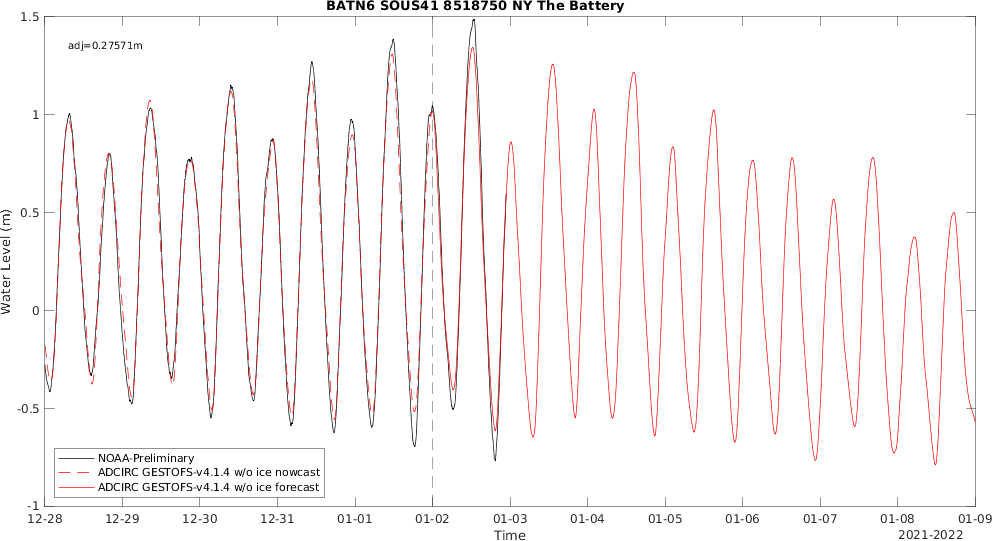 BATN6 SOUS41 8518750 NY The Battery
1.5
adj=0.27571m
1
0.5
Water Level (m)
0
-0.5
NOAA-Preliminary
ADCIRC GESTOFS-v4.1.4 w/o ice nowcast
ADCIRC GESTOFS-v4.1.4 w/o ice forecast
-1
12-28 12-29 12-30 12-31 01-01 01-02 01-03 01-04 01-05 01-06 01-07 01-08 01-09
Time
2021-2022